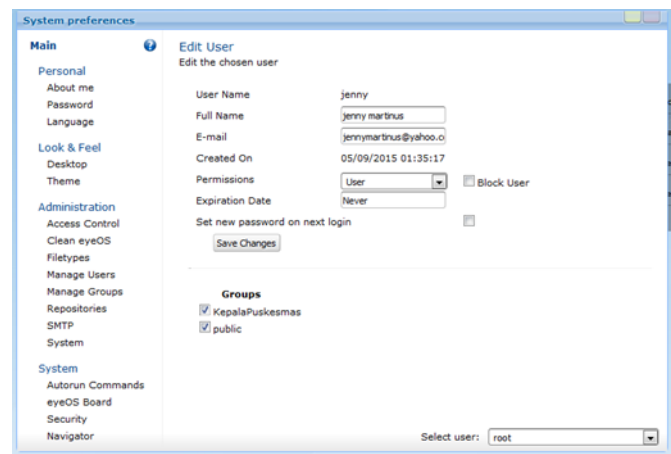 System preferences
Main
Personal
About me
Password
Language
Look & Feel
Desktop
Theme
Administration
Access Control
Clean eyeOS
Filetypes
Manage Users
Manage Groups
Repositories
SMTP
System
System
Autorun Commands
eyeOS Board
Security
Navigator
Edit User
Edit the chosen user
User Name jenny
Full Name jenny martinus
E-mail jennymartinus@yahoo.c
Created On 05/09/2015 01:35:17
Permissions User Block User
Expiration Date Never
Set new password on next login
Save Changes
Groups
KepalaPuskesmas
public
Select user: root